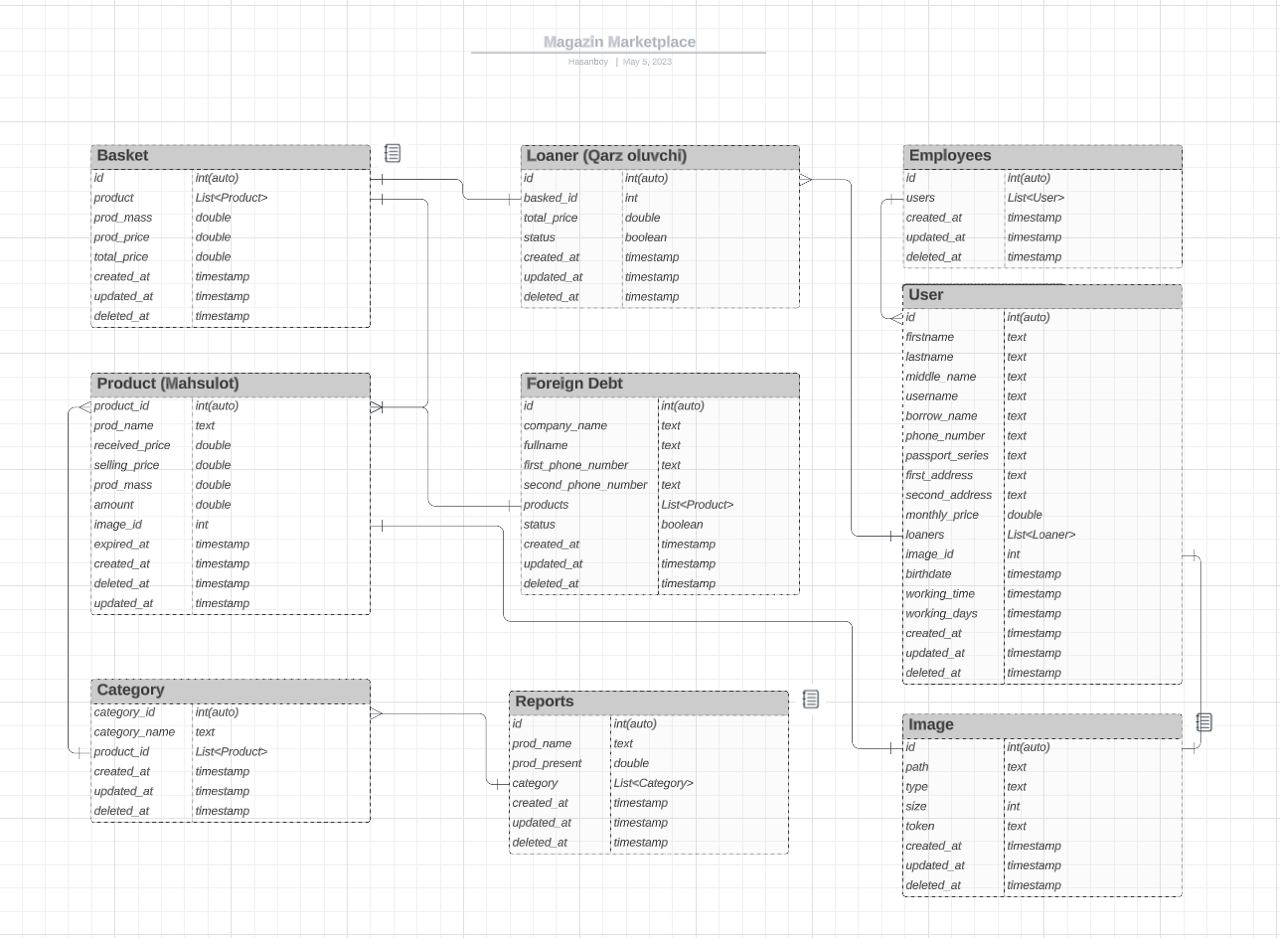 Magazin Marketplace
Hasanboy | May 5, 2023
Basket
id int(auto)
product List<Product>
prod_mass double
prod_price double
total_price double
created_at timestamp
updated_at timestamp
deleted_at timestamp
Loaner (Qarz oluvchi)
id int(auto)
basked_id int
total_price double
status boolean
created_at timestamp
updated_at timestamp
deleted_at timestamp
Employees
id int(auto)
users List<User>
created_at timestamp
updated_at timestamp
deleted_at timestamp
User
id int(auto)
firstname text
lastname text
middle_name text
username text
borrow_name text
phone_number text
passport_series text
first_address text
second_address text
monthly_price double
loaners List<Loaner>
image_id int
birthdate timestamp
working_time timestamp
working_days timestamp
created_at timestamp
updated_at timestamp
deleted_at timestamp
Product (Mahsulot)
product_id int(auto)
prod_name text
received_price double
selling_price double
prod_mass double
amount double
image_id int
expired_at timestamp
created_at timestamp
deleted_at timestamp
updated_at timestamp
Foreign Debt
id int(auto)
company_name text
fullname text
first_phone_number text
second_phone_number text
products List<Product>
status boolean
created_at timestamp
updated_at timestamp
deleted_at timestamp
Category
category_id int(auto)
category_name text
product_id List<Product>
created_at timestamp
updated_at timestamp
deleted_at timestamp
Reports
id int(auto)
prod_name text
prod_present double
category List<Category>
created_at timestamp
updated_at timestamp
deleted_at timestamp
Image
id int(auto)
path text
type text
size int
token text
created_at timestamp
updated_at timestamp
deleted_at timestamp